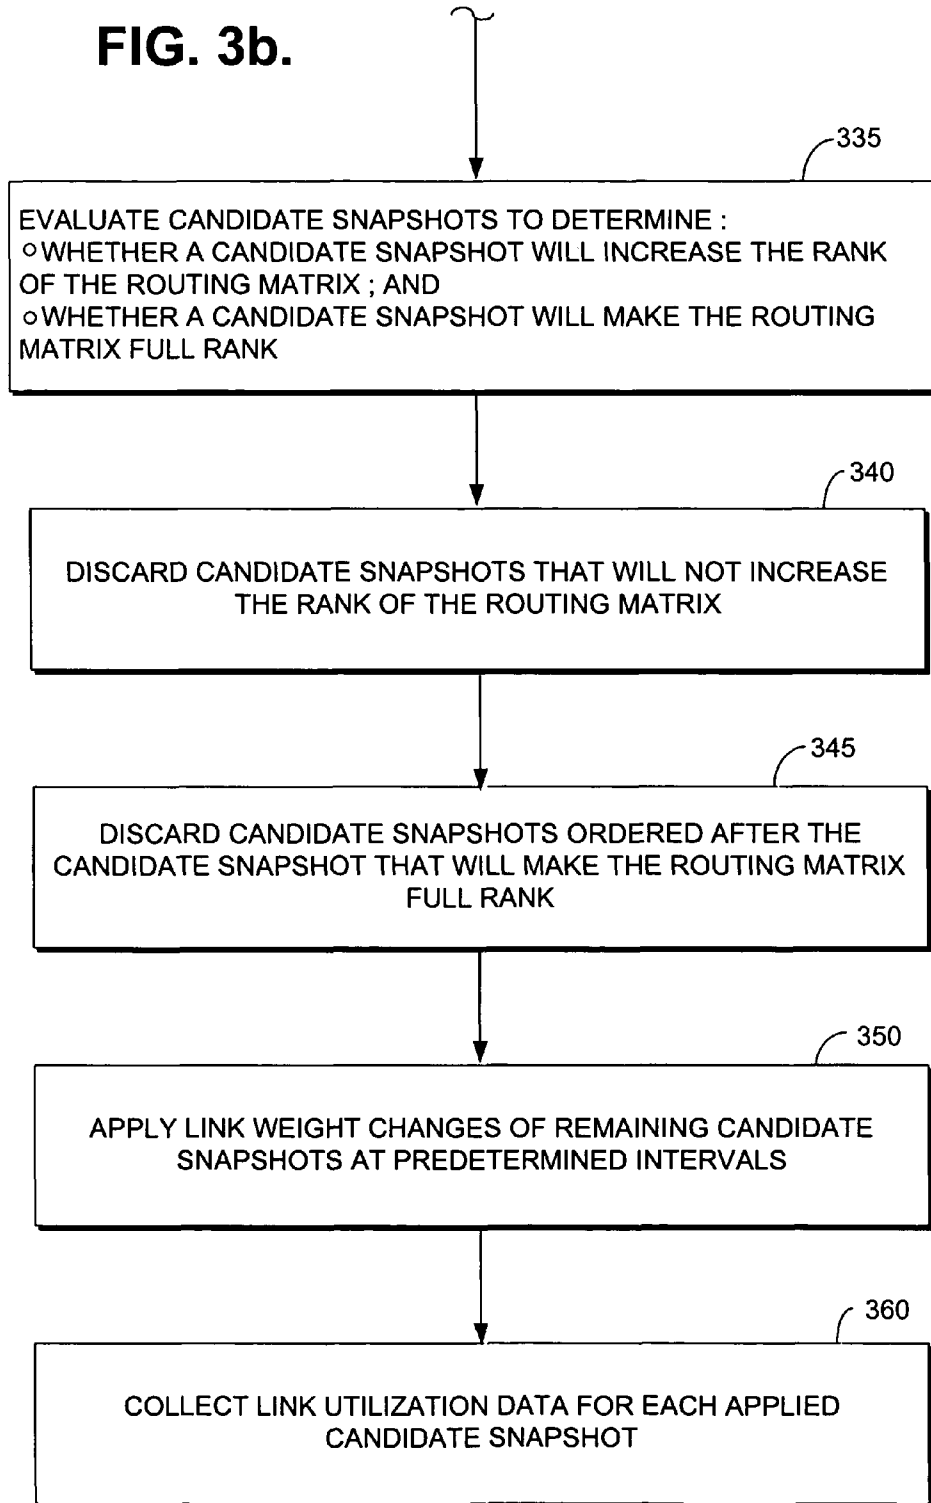 FIG. 3b.
335
EVALUATE CANDIDATE SNAPSHOTS TO DETERMINE :
○ WHETHER A CANDIDATE SNAPSHOT WILL INCREASE THE RANK
OF THE ROUTING MATRIX ; AND
○ WHETHER A CANDIDATE SNAPSHOT WILL MAKE THE ROUTING
MATRIX FULL RANK
340
DISCARD CANDIDATE SNAPSHOTS THAT WILL NOT INCREASE
THE RANK OF THE ROUTING MATRIX
345
DISCARD CANDIDATE SNAPSHOTS ORDERED AFTER THE
CANDIDATE SNAPSHOT THAT WILL MAKE THE ROUTING MATRIX
FULL RANK
350
APPLY LINK WEIGHT CHANGES OF REMAINING CANDIDATE
SNAPSHOTS AT PREDETERMINED INTERVALS
360
COLLECT LINK UTILIZATION DATA FOR EACH APPLIED
CANDIDATE SNAPSHOT